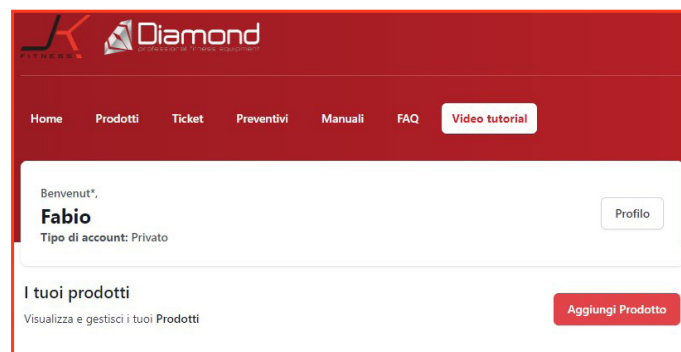 JK Diamond
FITNESS professional fitness equipment
Home Prodotti Ticket Preventivi Manuali FAQ Video tutorial
Benvenut*,
Fabio
Profilo
Tipo di account: Privato
I tuoi prodotti
Aggiungi Prodotto
Visualizza e gestisci i tuoi Prodotti